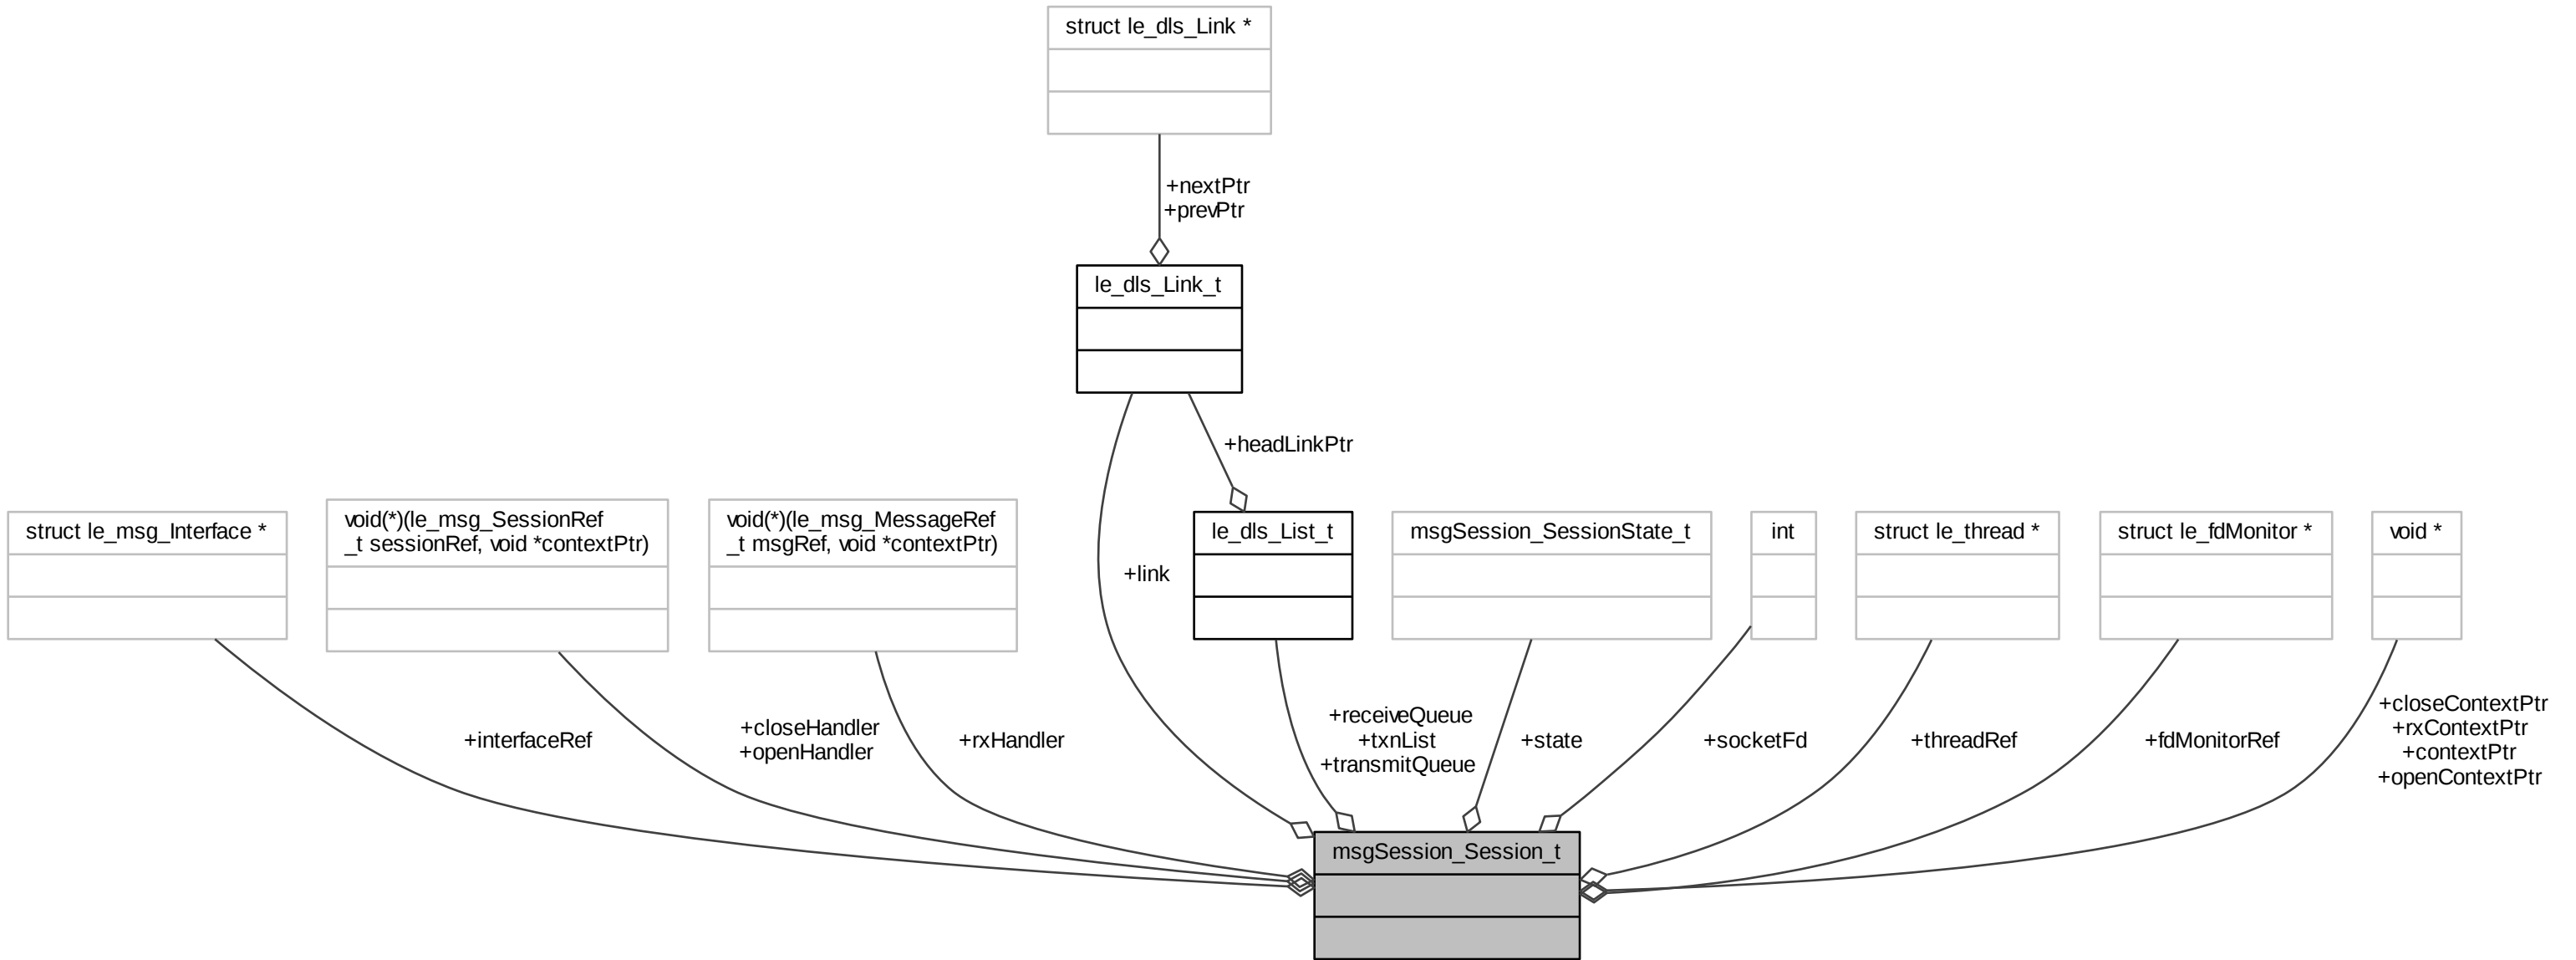 struct le_dls_Link *
+nextPtr
+prevPtr
le_dls_Link_t
+headLinkPtr
struct le_msg_Interface *
void(*)(le_msg_SessionRef
_t sessionRef, void *contextPtr)
void(*)(le_msg_MessageRef
_t msgRef, void *contextPtr)
+link
le_dls_List_t
msgSession_SessionState_t
int
struct le_thread *
struct le_fdMonitor *
void *
+interfaceRef
+closeHandler
+openHandler
+rxHandler
+receiveQueue
+txnList
+transmitQueue
+state
+socketFd
+threadRef
+fdMonitorRef
+closeContextPtr
+rxContextPtr
+contextPtr
+openContextPtr
msgSession_Session_t